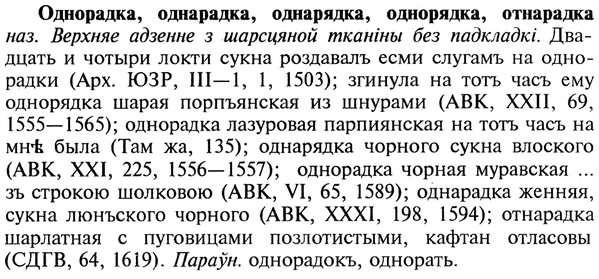 Однорадка, однарадка, однарядка, однорядка, отнарадка
наз. Верхняе адзенне з шарсцяной тканіны без падкладкі. Два-
дцать и чотыри локти сукна роздавалъ есми слугамъ на одно-
радки (Арх. ЮЗР, III—1, 1, 1503); згинула на тотъ часъ ему
однорядка шарая порпъянская из шнурами (АВК, XXII, 69,
1555—1565); однорадка лазуровая парпиянская на тотъ часъ на
мнѣ была (Там жа, 135); однарядка чорного сукна влоского
(АВК, XXI, 225, 1556—1557); однорадка чорная муравская ...
зъ строкою шолковою (АВК, VI, 65, 1589); однарадка женняя,
сукна люнъского чорного (АВК, XXXI, 198, 1594); отнарадка
шарлатная с пуговицами позлотистыми, кафтан отласовы
(СДГВ, 64, 1619). Параўн. однорадокъ, однорать.